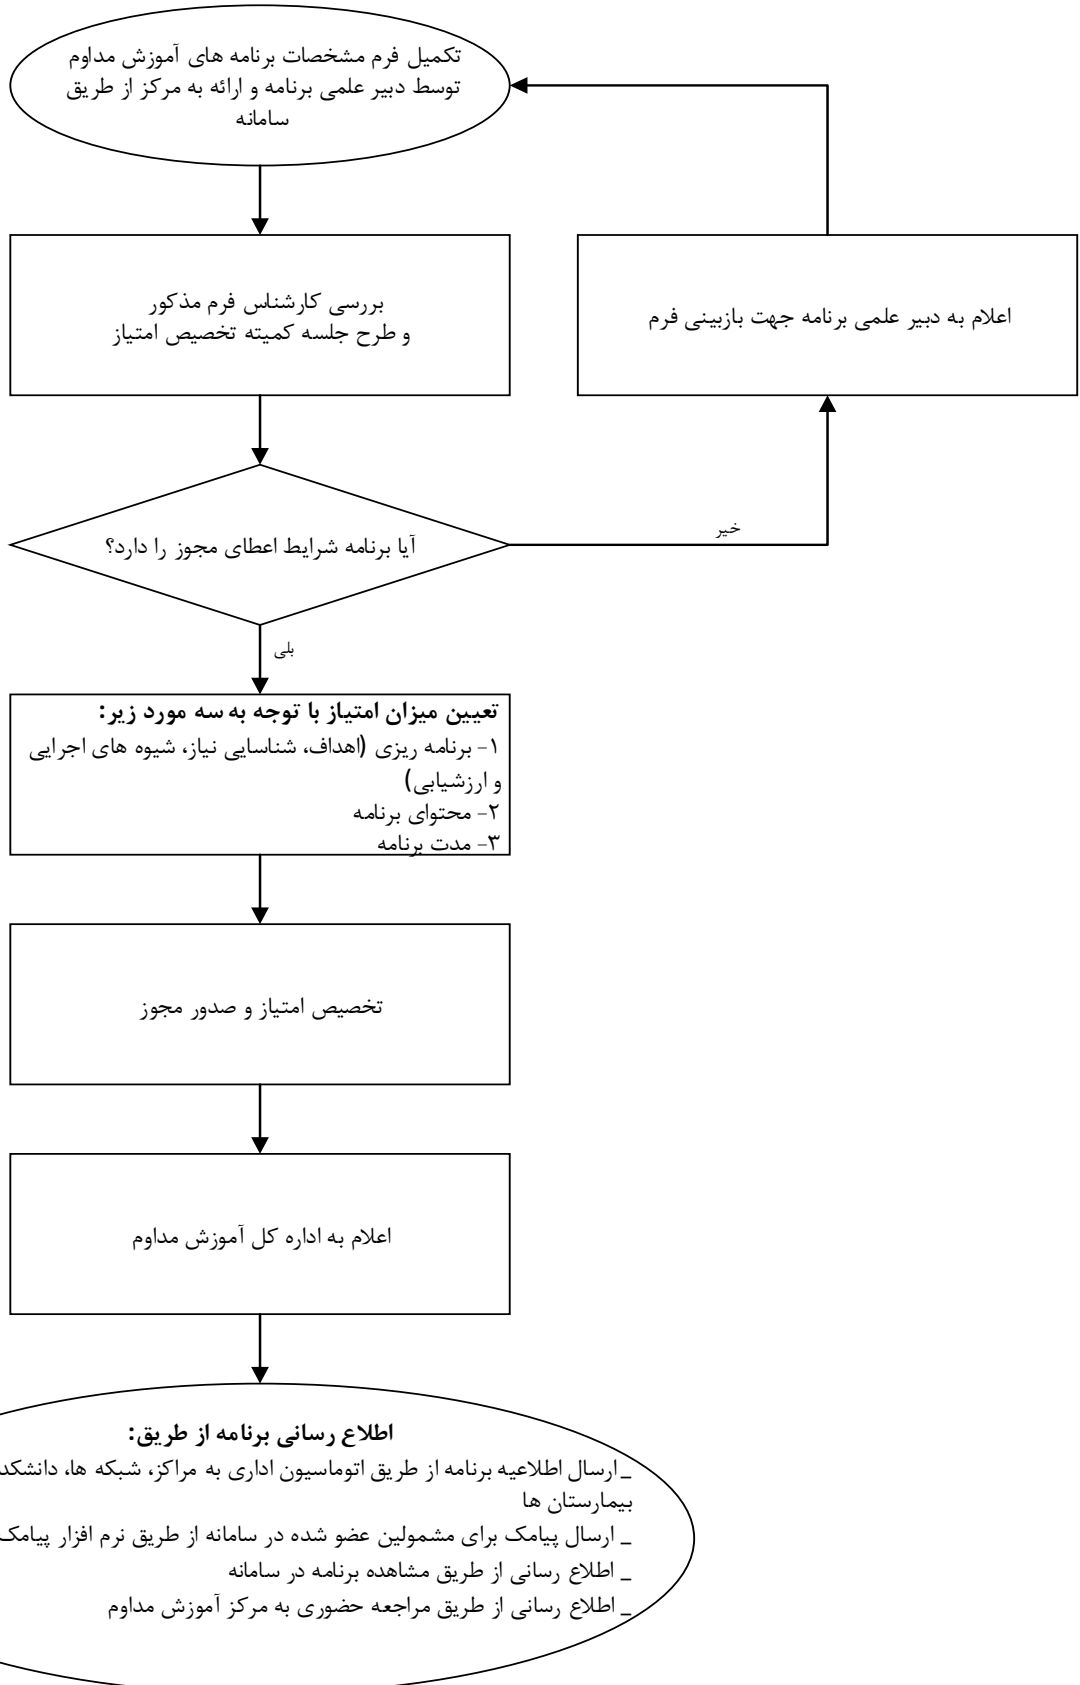 تکمیل فرم مشخصات برنامه های آموزش مداوم
توسط دبیر علمی برنامه و ارائه به مرکز از طریق
سامانه
بررسی کارشناس فرم مذکور
و طرح جلسه کمیته تخصیص امتیاز
اعلام به دبیر علمی برنامه جهت بازبینی فرم
آیا برنامه شرایط اعطای مجوز را دارد؟
خیر
بلی
تعیین میزان امتیاز با توجه به سه مورد زیر:
۱- برنامه ریزی (اهداف، شناسایی نیاز، شیوه های اجرایی
و ارزشیابی)
۲- محتوای برنامه
۳- مدت برنامه
تخصیص امتیاز و صدور مجوز
اعلام به اداره کل آموزش مداوم
اطلاع رسانی برنامه از طریق:
_ ارسال اطلاعیه برنامه از طریق اتوماسیون اداری به مراکز، شبکه ها،
بیمارستان ها
_ ارسال پیامک برای مشمولین عضو شده در سامانه از طریق نرم افزار پیامک
_ اطلاع رسانی از طریق مشاهده برنامه در سامانه
_ اطلاع رسانی از طریق مراجعه حضوری به مرکز آموزش مداوم